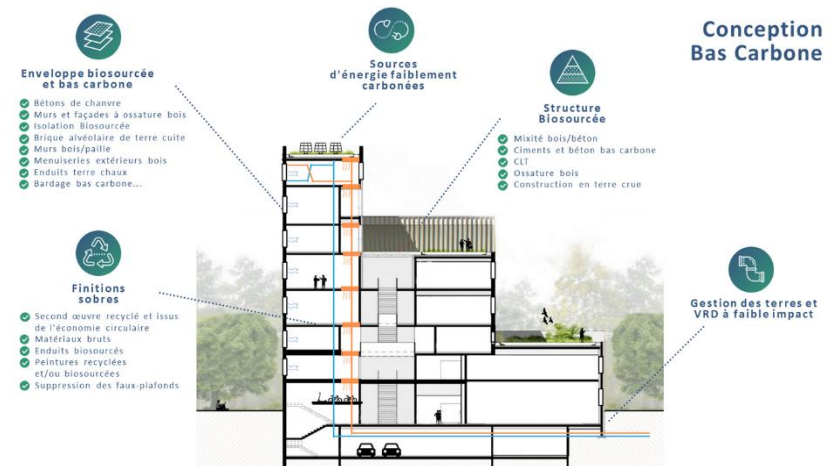 Conception
Bas Carbone
Enveloppe biosourcée
et bas carbone
Bétons de chanvre
Murs et façades à ossature bois
Isolation Biosourcée
Brique alvéolaire de terre cuite
Murs bois/paille
Menuiseries extérieurs bois
Enduits terre chaux
Bardage bas carbone...
Sources
d'énergie faiblement
carbonées
Structure
Biosourcée
Mixité bois/béton
Ciments et béton bas carbone
CLT
Ossature bois
Construction en terre crue
Finitions
sobres
Second œuvre recyclé et issus
de l'économie circulaire
Matériaux bruts
Enduits biosourcés
Peintures recyclées
et/ou biosourcées
Suppression des faux-plafonds
Gestion des terres et
VRD à faible impact